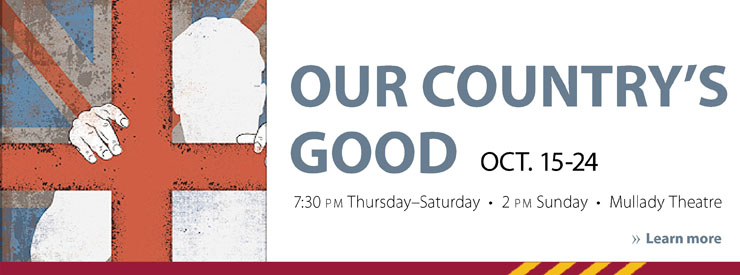 OUR COUNTRY’S
GOOD OCT. 15-24
7:30 PM Thursday–Saturday • 2 PM Sunday • Mullady Theatre
» Learn more